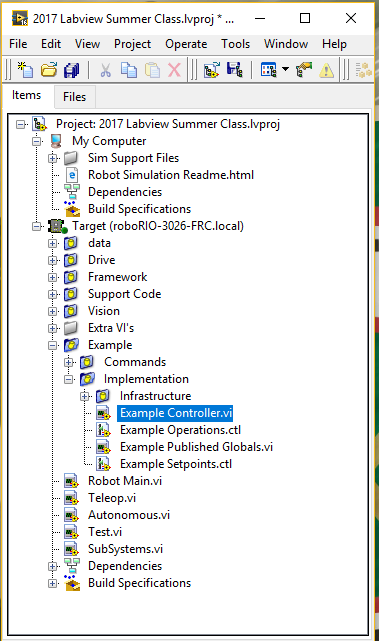 2017 Labview Summer Class.lvproj * ...
File Edit View Project Operate Tools Window Help
Items Files
Project: 2017 Labview Summer Class.lvproj
My Computer
Sim Support Files
Robot Simulation Readme.html
Dependencies
Build Specifications
Target (roboRIO-3026-FRC.local)
data
Drive
Framework
Support Code
Vision
Extra VI's
Example
Commands
Implementation
Infrastructure
Example Controller.vi
Example Operations.ctl
Example Published Globals.vi
Example Setpoints.ctl
Robot Main.vi
Teleop.vi
Autonomous.vi
Test.vi
SubSystems.vi
Dependencies
Build Specifications